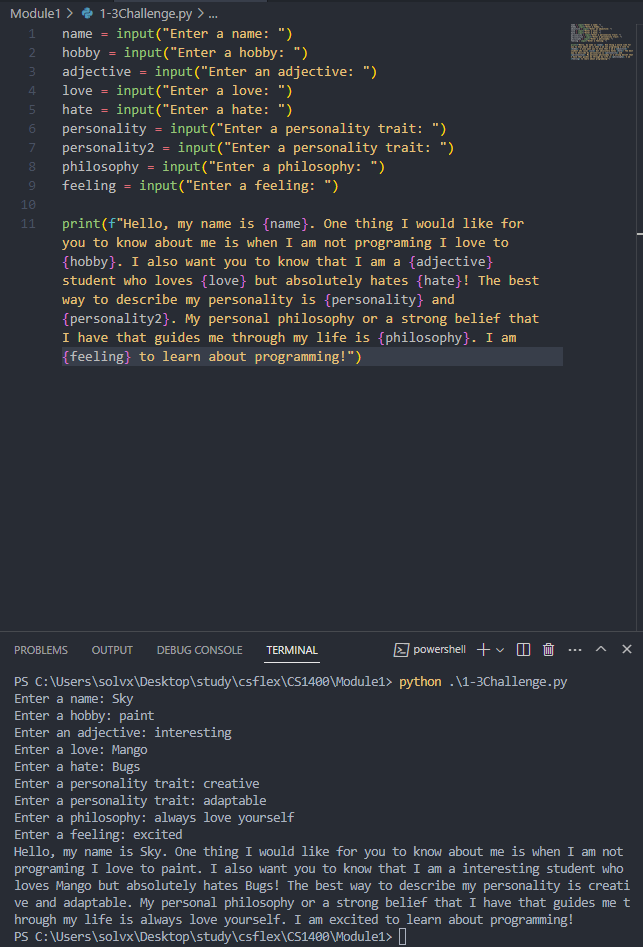 Module1 > 1-3Challenge.py > ...
1 name = input("Enter a name: ")
2 hobby = input("Enter a hobby: ")
3 adjective = input("Enter an adjective: ")
4 love = input("Enter a love: ")
5 hate = input("Enter a hate: ")
6 personality = input("Enter a personality trait: ")
7 personality2 = input("Enter a personality trait: ")
8 philosophy = input("Enter a philosophy: ")
9 feeling = input("Enter a feeling: ")
10
11 print(f"Hello, my name is {name}. One thing I would like for
you to know about me is when I am not programing I love to
{hobby}. I also want you to know that I am a {adjective}
student who loves {love} but absolutely hates {hate}! The best
way to describe my personality is {personality} and
{personality2}. My personal philosophy or a strong belief that
I have that guides me through my life is {philosophy}. I am
{feeling} to learn about programming!")
PROBLEMS OUTPUT DEBUG CONSOLE TERMINAL powershell
PS C:\Users\solvx\Desktop\study\csflex\CS1400\Module1> python .\1-3Challenge.py
Enter a name: Sky
Enter a hobby: paint
Enter an adjective: interesting
Enter a love: Mango
Enter a hate: Bugs
Enter a personality trait: creative
Enter a personality trait: adaptable
Enter a philosophy: always love yourself
Enter a feeling: excited
Hello, my name is Sky. One thing I would like for you to know about me is when I am not
programing I love to paint. I also want you to know that I am a interesting student who
loves Mango but absolutely hates Bugs! The best way to describe my personality is creati
ve and adaptable. My personal philosophy or a strong belief that I have that guides me t
hrough my life is always love yourself. I am excited to learn about programming!
PS C:\Users\solvx\Desktop\study\csflex\CS1400\Module1>